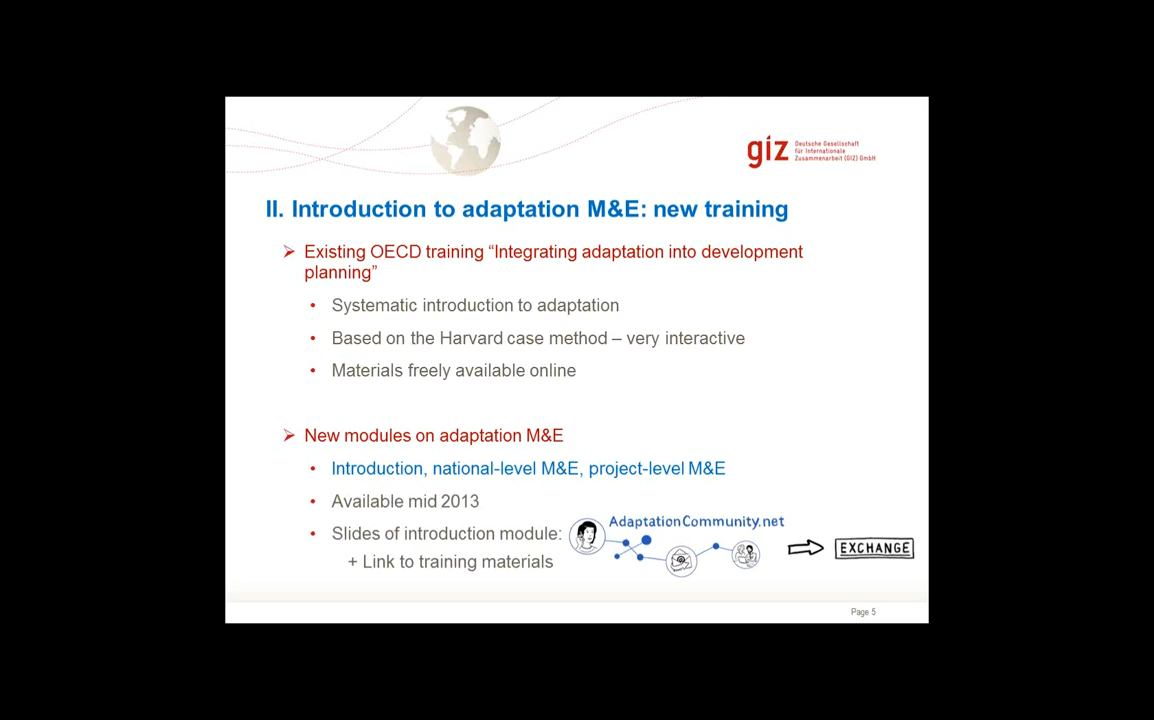 giz
Deutsche Gesellschaft
für Internationale
Zusammenarbeit (GIZ) GmbH
II. Introduction to adaptation M&E: new training
Existing OECD training “Integrating adaptation into development
planning”
Systematic introduction to adaptation
Based on the Harvard case method – very interactive
Materials freely available online
New modules on adaptation M&E
Introduction, national-level M&E, project-level M&E
Available mid 2013
Slides of introduction module:
+ Link to training materials
AdaptationCommunity.net
EXCHANGE
Page 5